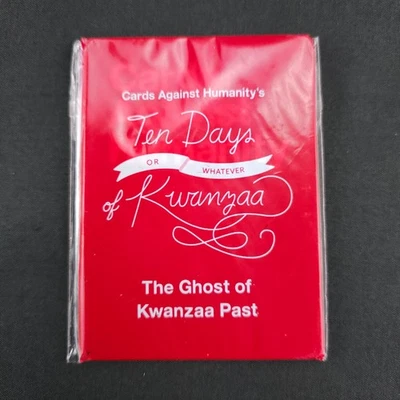 Cards Against Humanity's
Ten Days
OR ...WHATEVER
of Kwanzaa
The Ghost of
Kwanzaa Past